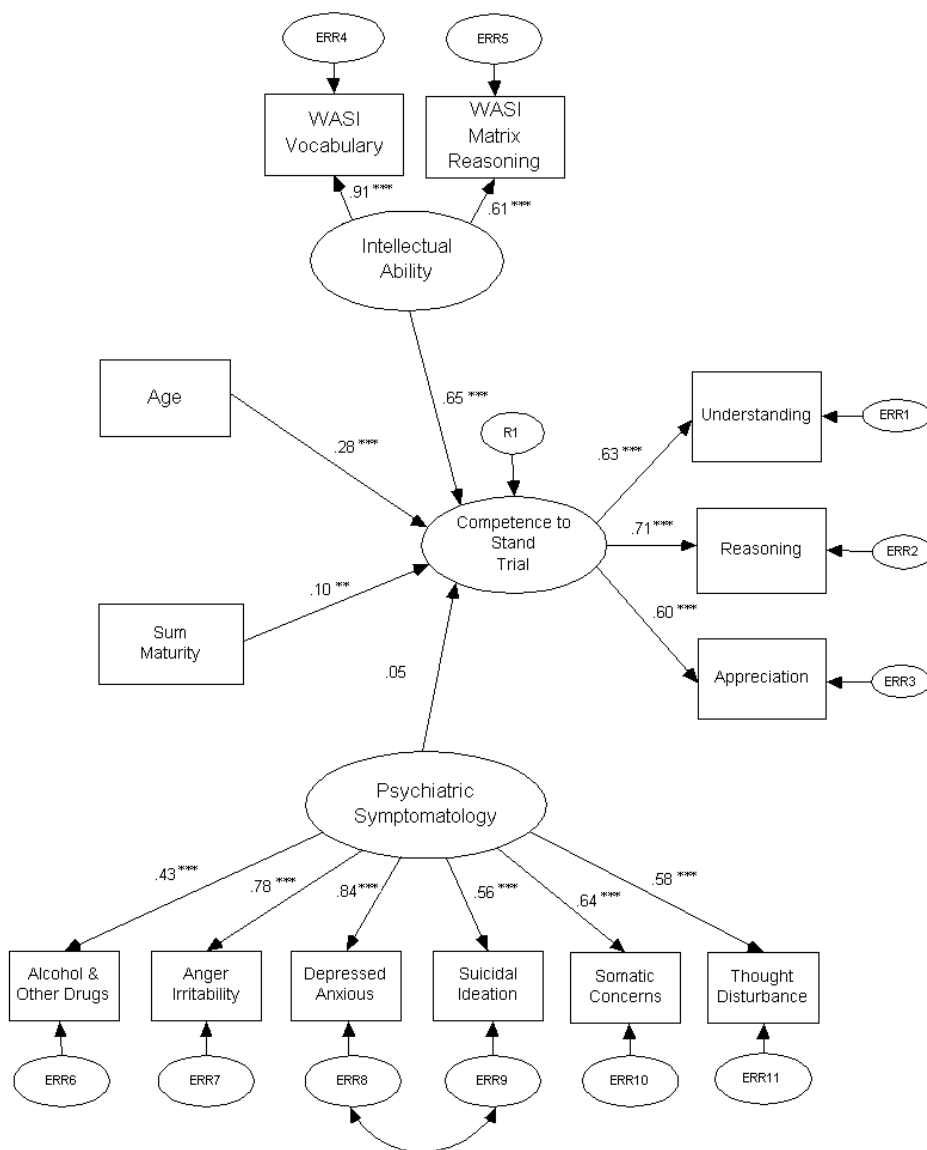 ERR4
ERR5
WASI
Vocabulary
WASI
Matrix
Reasoning
.91 ***
.61 ***
Intellectual
Ability
Age
.65 ***
.28 ***
R1
Understanding
ERR1
.63 ***
Competence to
Stand
Trial
.71 ***
Reasoning
ERR2
.10 **
Sum
Maturity
.60 ***
.05
Appreciation
ERR3
Psychiatric
Symptomatology
.43 ***
.78 ***
.84 ***
.56 ***
.64 ***
.58 ***
Alcohol &
Other Drugs
Anger
Irritability
Depressed
Anxious
Suicidal
Ideation
Somatic
Concerns
Thought
Disturbance
ERR6
ERR7
ERR8
ERR9
ERR10
ERR11